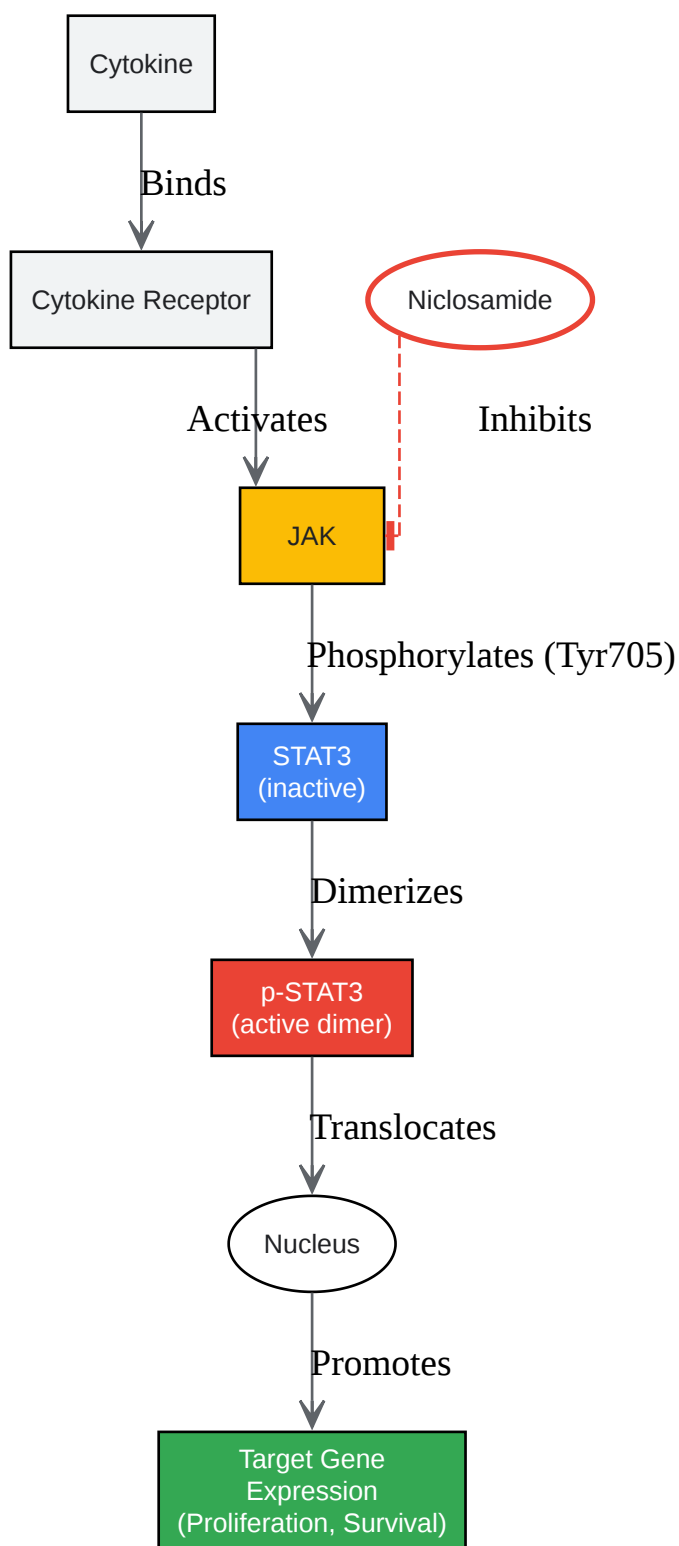 Cytokine
Binds
Cytokine Receptor
Niclosamide
Activates
Inhibits
JAK
Phosphorylates (Tyr705)
STAT3
(inactive)
Dimerizes
p-STAT3
(active dimer)
Translocates
Nucleus
Promotes
Target Gene
Expression
(Proliferation, Survival)